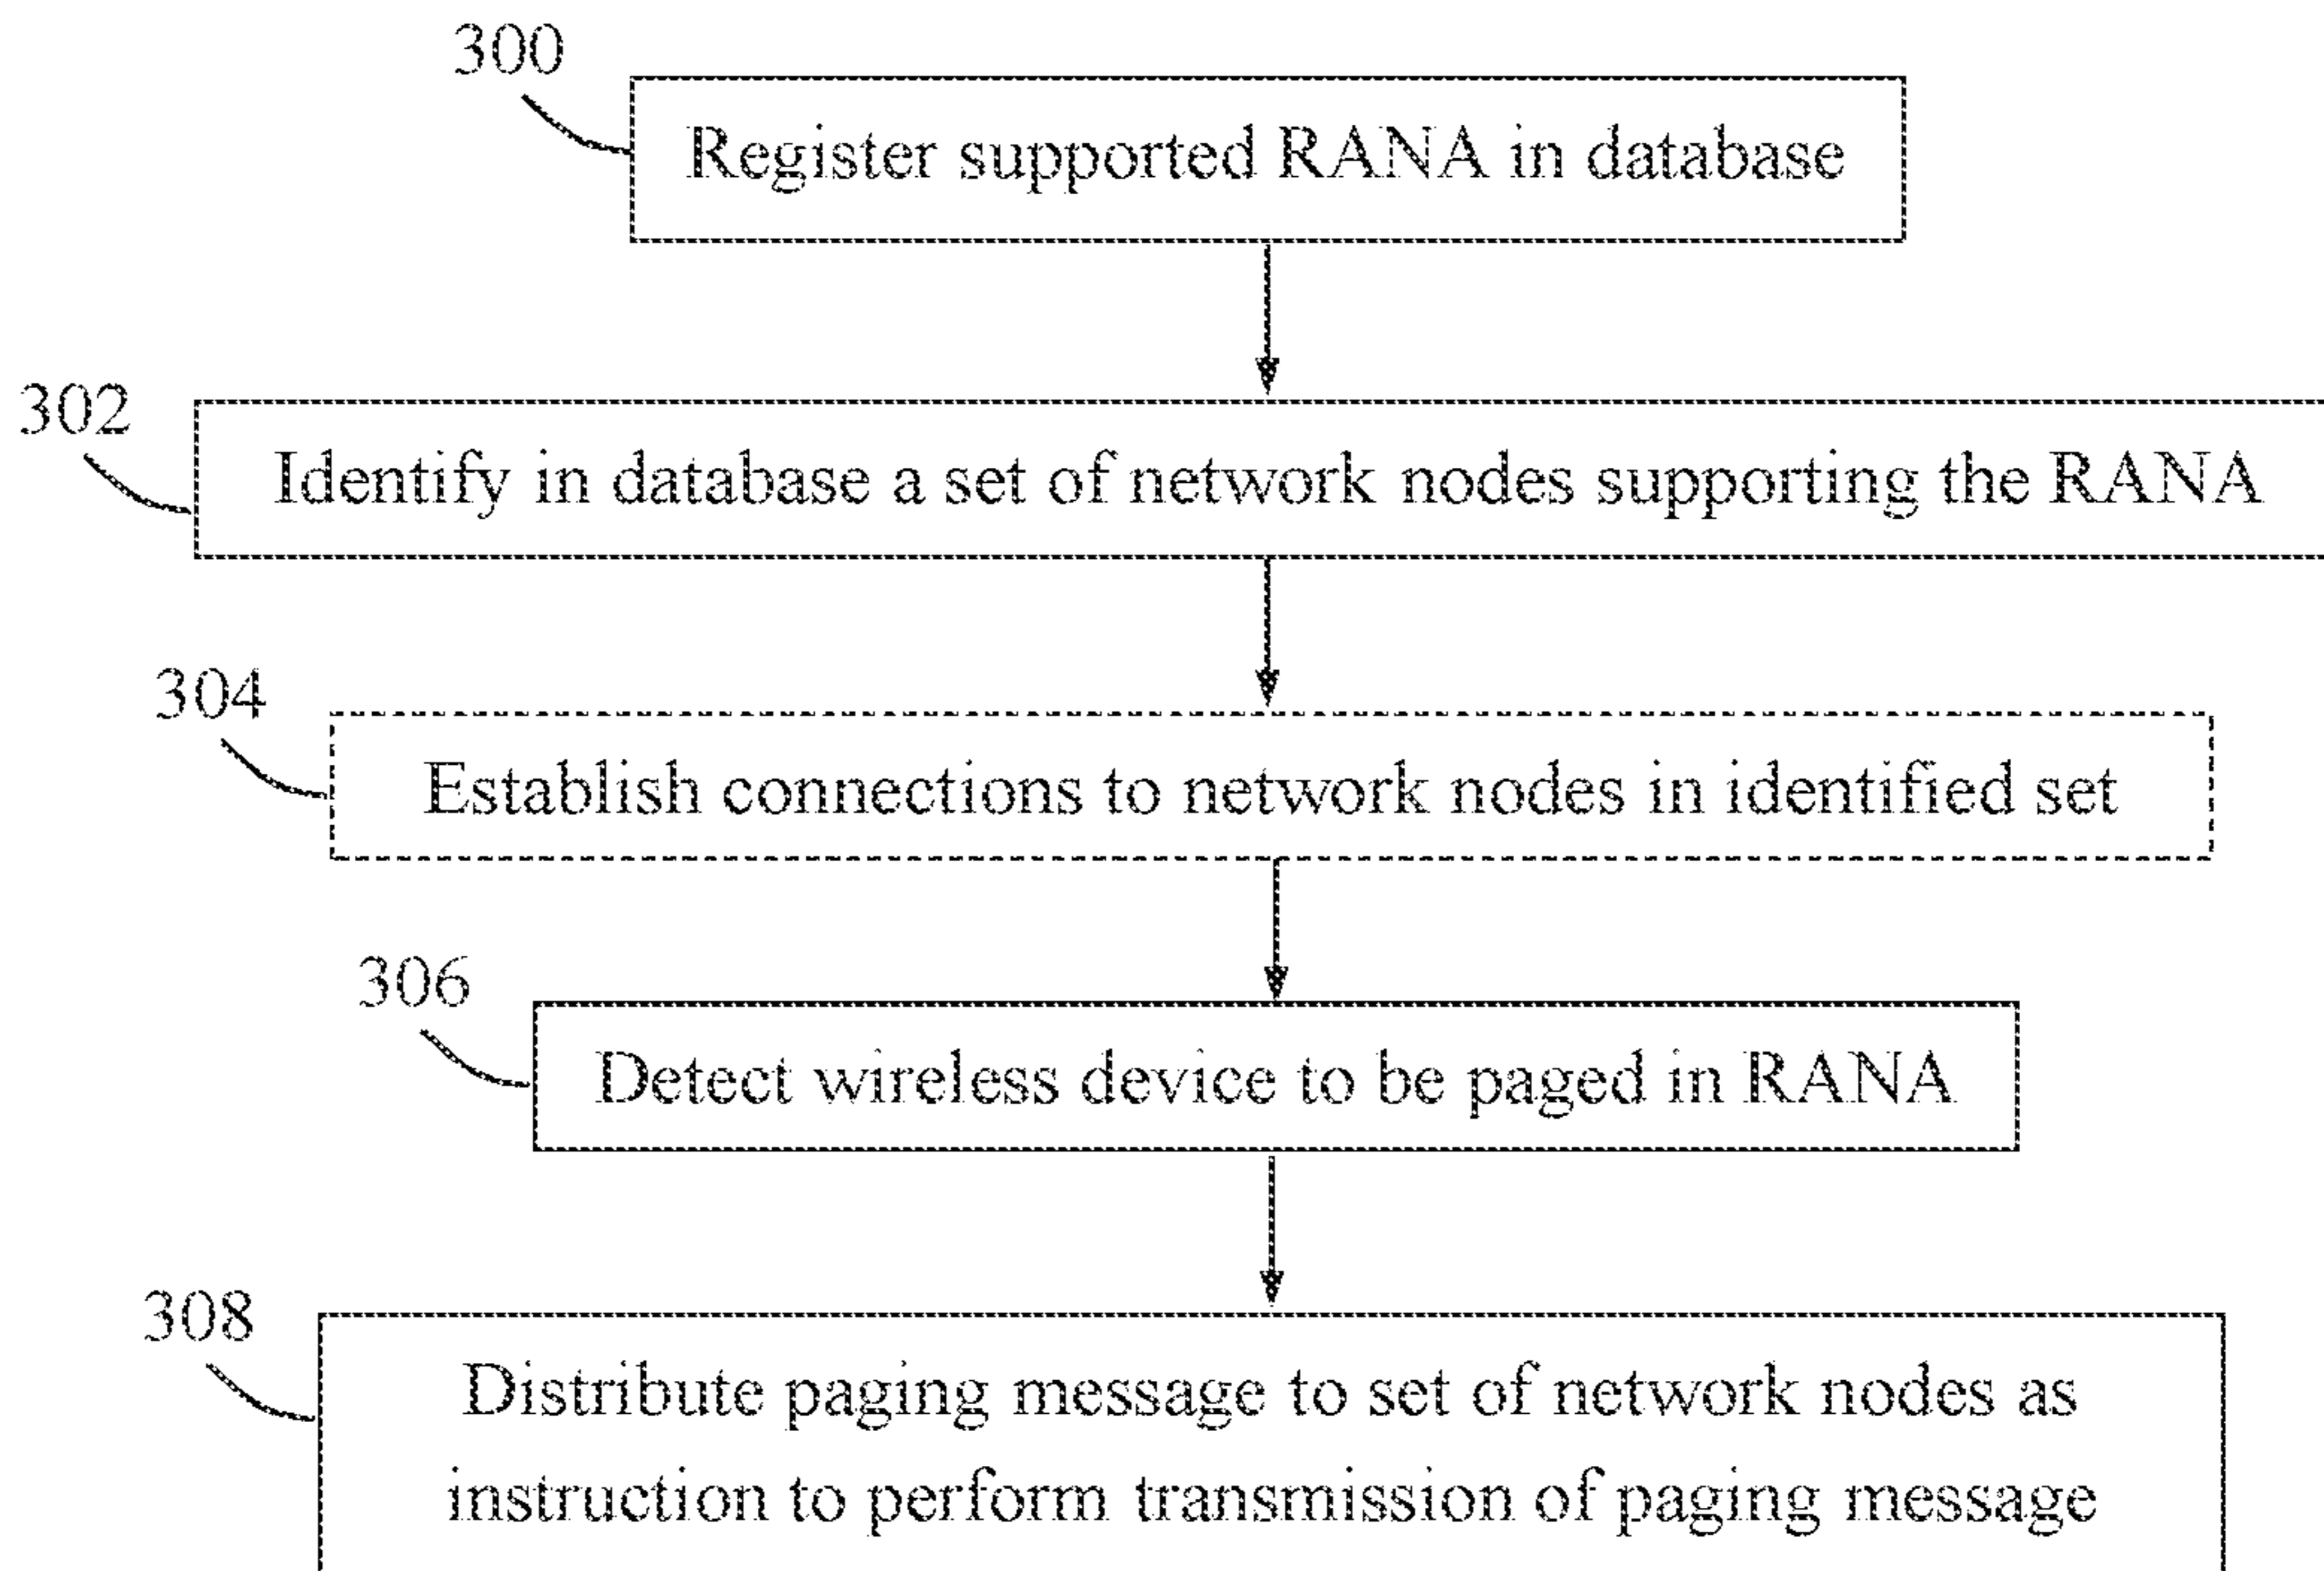 300
Register supported RANA in database
302
Identify in database a set of network nodes supporting the RANA
304
Establish connections to network nodes in identified set
306
Detect wireless device to be paged in RANA
308
Distribute paging message to set of network nodes as
instruction to perform transmission of paging message